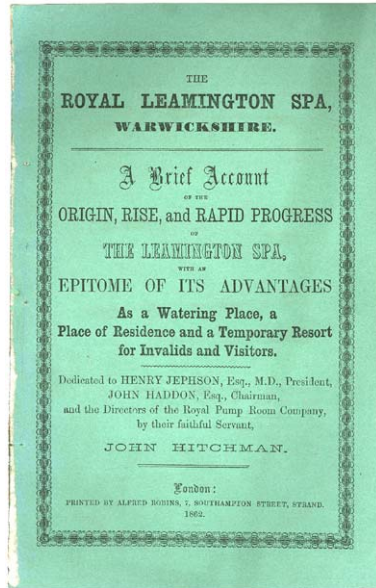 THE
ROYAL LEAMINGTON SPA,
WARWICKSHIRE.
A Brief Account
OF THE
ORIGIN, RISE, and RAPID PROGRESS
OF
THE LEAMINGTON SPA,
WITH AN
EPITOME OF ITS ADVANTAGES
As a Watering Place, a
Place of Residence and a Temporary Resort
for Invalids and Visitors.
Dedicated to HENRY JEPHSON, Esq., M.D., President,
JOHN HADDON, Esq., Chairman,
and the Directors of the Royal Pump Room Company,
by their faithful Servant,
JOHN HITCHMAN.
London:
PRINTED BY ALFRED ROBINS, 7, SOUTHAMPTON STREET, STRAND.
1862.